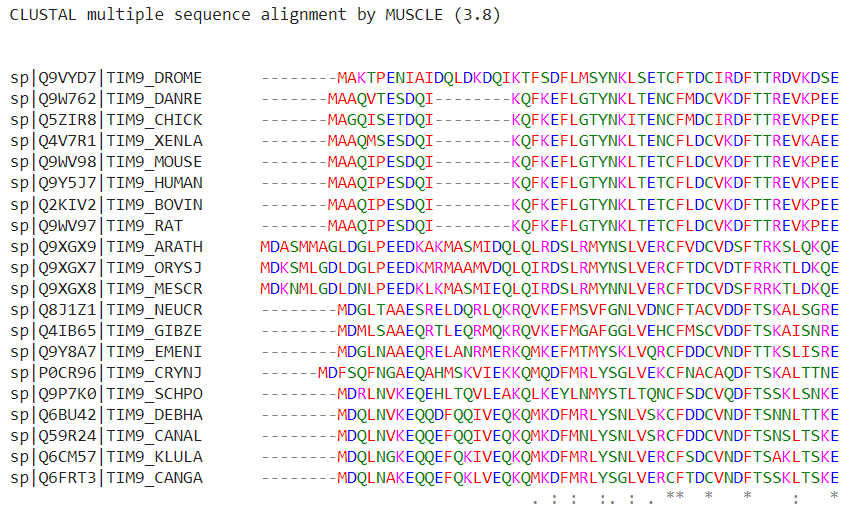 CLUSTAL multiple sequence alignment by MUSCLE (3.8)
sp|Q9VYD7|TIM9_DROME --------MAKTPENIAIDQLDKDQIKTFSDFLMSYNKLSETCFTDCIRDFTTRDVKDSE
sp|Q9W762|TIM9_DANRE -------MAAQVTESDQI--------KQFKEFLGTYNKITENCFMDCVKDFTTREVKPEE
sp|Q5ZIR8|TIM9_CHICK -------MAGQISETDQI--------KQFKEFLGTYNKITENCFMDCIRDFTTREVKPEE
sp|Q4V7R1|TIM9_XENLA -------MAAQMSESDQI--------KQFKEFLGTYNKLTENCFLDCVKDFTTREVKAEE
sp|Q9WV98|TIM9_MOUSE -------MAAQIPESDQI--------KQFKEFLGTYNKLTETCFLDCVKDFTTREVKPEE
sp|Q9Y5J7|TIM9_HUMAN -------MAAQIPESDQI--------KQFKEFLGTYNKLTETCFLDCVKDFTTREVKPEE
sp|Q2KIV2|TIM9_BOVIN -------MAAQIPESDQI--------KQFKEFLGTYNKLTETCFLDCVKDFTTREVKPEE
sp|Q9WV97|TIM9_RAT -------MAAQIPESDQI--------KQFKEFLGTYNKLTETCFLDCVKDFTTREVKPEE
sp|Q9XGX9|TIM9_ARATH MDASMMAGLDGLPEEDKAKMASMIDQLQLRDSLRMYNSLVERCFVDCVDSFTRKSLQKQE
sp|Q9XGX7|TIM9_ORYSJ MDKSMLGDLDGLPEEDKMRMAAMVDQLQIRDSLRMYNSLVERCFTDCVDTFRRKTLDKQE
sp|Q9XGX8|TIM9_MESCR MDKNMLGDLDNLPEEDKLKMASMIEQLQIRDSLRMYNNLVERCFTDCVDSFRRKTLDKQE
sp|Q8J1Z1|TIM9_NEUCR --------MDGLTAAESRELDQRLQKRQVKEFMSVFGNLVDNCFTACVDDFTSKALSGRE
sp|Q4IB65|TIM9_GIBZE --------MDMLSAAEQRTLEQRMQKRQVKEFMGAFGGLVEHCFMSCVDDFTSKAISNRE
sp|Q9Y8A7|TIM9_EMENI --------MDGLNAAEQRELANRMERKQMKEFMTMYSKLVQRCFDDCVNDFTTKSLISRE
sp|P0CR96|TIM9_CRYNJ ------MDFSQFNGAEQAHMSKVIEKKQMQDFMRLYSGLVEKCFNACAQDFTSKALTTNE
sp|Q9P7K0|TIM9_SCHPO --------MDRLNVKEQEHLTQVLEAKQLKEYLNMYSTLTQNCFSDCVQDFTSSKLSNKE
sp|Q6BU42|TIM9_DEBHA --------MDQLNVKEQQDFQQIVEQKQMKDFMRLYSNLVSKCFDDCVNDFTSNNLTTKE
sp|Q59R24|TIM9_CANAL --------MDQLNVKEQQEFQQIVEQKQMKDFMNLYSNLVSRCFDDCVNDFTSNSLTSKE
sp|Q6CM57|TIM9_KLULA --------MDQLNGKEQQEFQKIVEQKQMKDFMRLYSNLVERCFSDCVNDFTSAKLTSKE
sp|Q6FRT3|TIM9_CANGA --------MDQLNAKEQQEFQKLVEQKQMKDFMRLYSGLVERCFTDCVNDFTSSKLTSKE
. : :  :. : . **  *   *    :   *